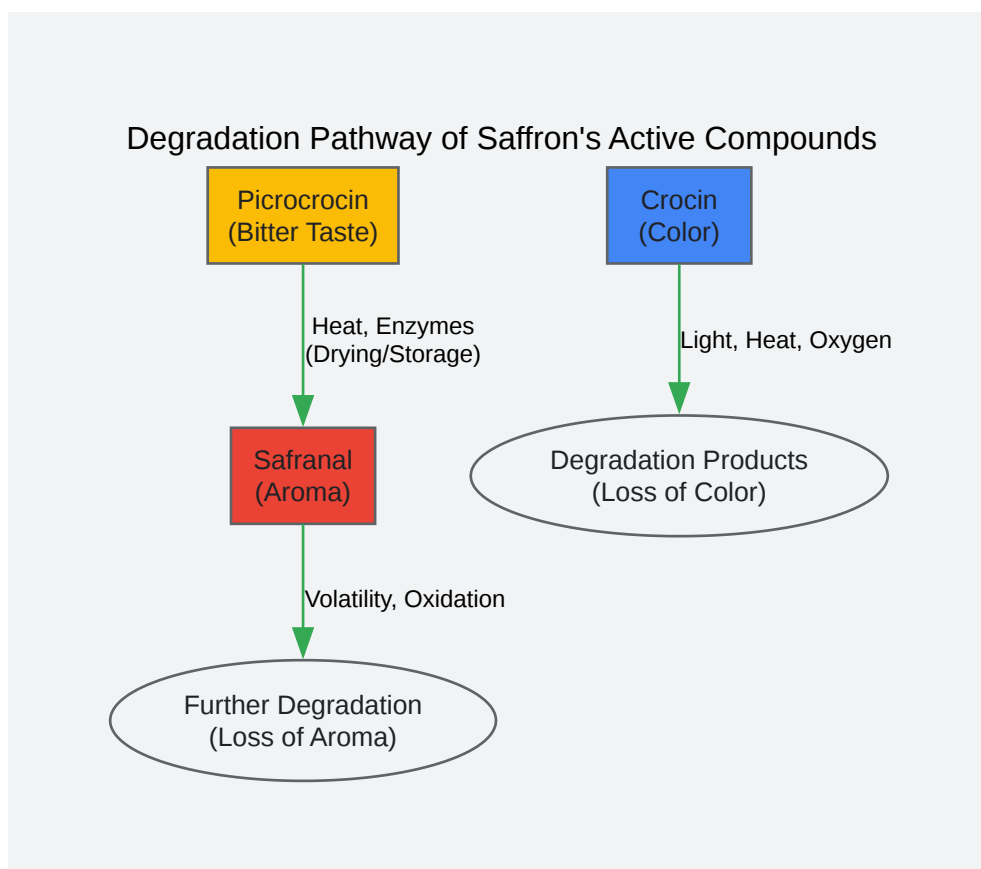 Degradation Pathway of Saffron's Active Compounds
Picrocrocin
(Bitter Taste)
Heat, Enzymes
(Drying/Storage)
Safranal
(Aroma)
Volatility, Oxidation
Further Degradation
(Loss of Aroma)
Crocin
(Color)
Light, Heat, Oxygen
Degradation Products
(Loss of Color)